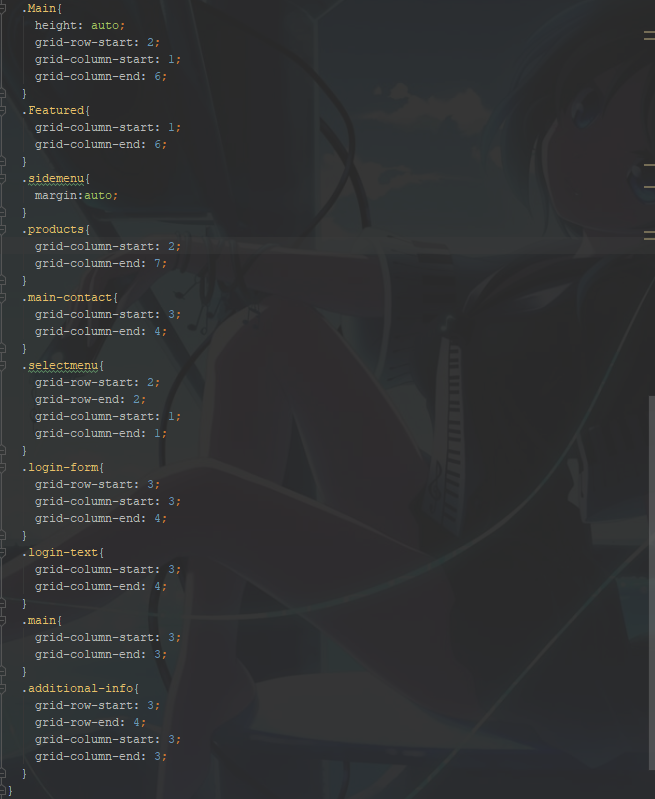 .Main{
height: auto;
grid-row-start: 2;
grid-column-start: 1;
grid-column-end: 6;
}
.Featured{
grid-column-start: 1;
grid-column-end: 6;
}
.sidemenu{
margin:auto;
}
.products{
grid-column-start: 2;
grid-column-end: 7;
}
.main-contact{
grid-column-start: 3;
grid-column-end: 4;
}
.selectmenu{
grid-row-start: 2;
grid-row-end: 2;
grid-column-start: 1;
grid-column-end: 1;
}
.login-form{
grid-row-start: 3;
grid-column-start: 3;
grid-column-end: 4;
}
.login-text{
grid-column-start: 3;
grid-column-end: 4;
}
.main{
grid-column-start: 3;
grid-column-end: 3;
}
.additional-info{
grid-row-start: 3;
grid-row-end: 4;
grid-column-start: 3;
grid-column-end: 3;
}
}